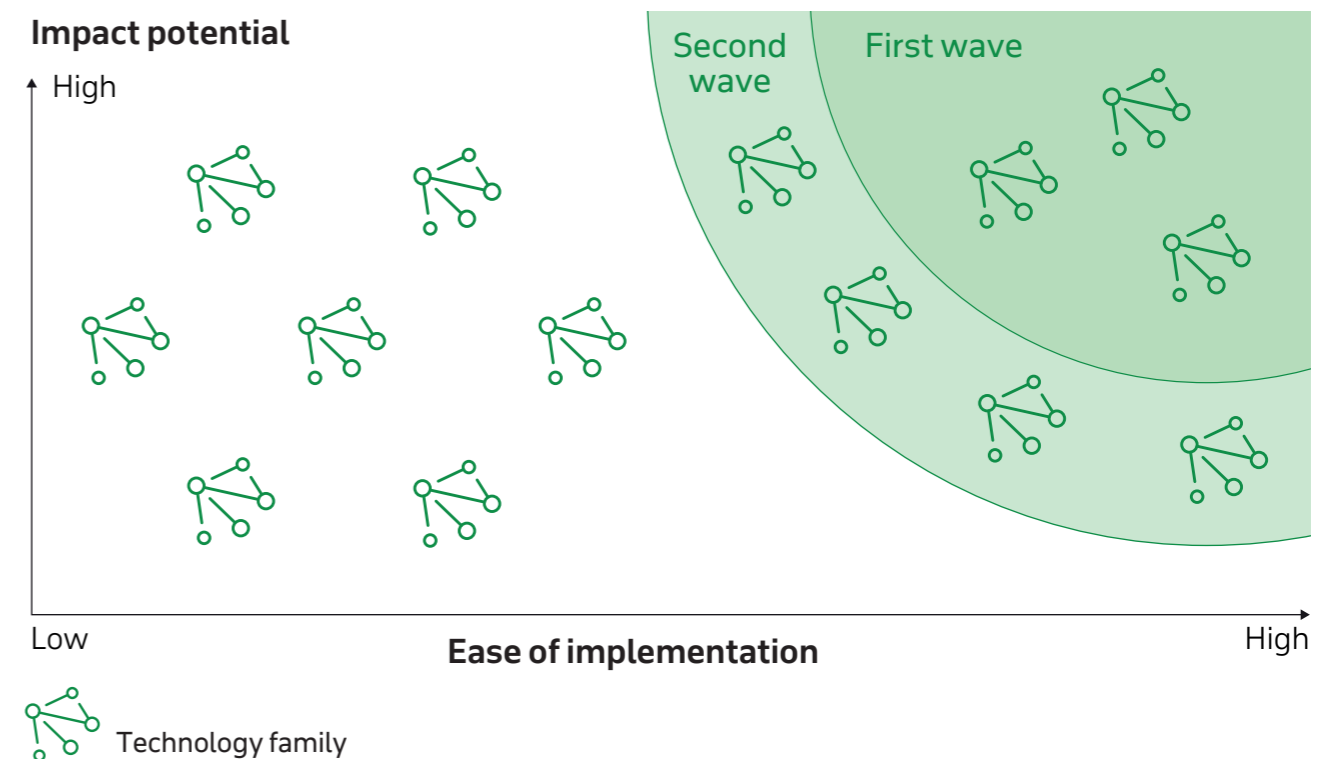 Impact potential
High
Second
wave
First wave
Low
High
Ease of implementation
Technology family